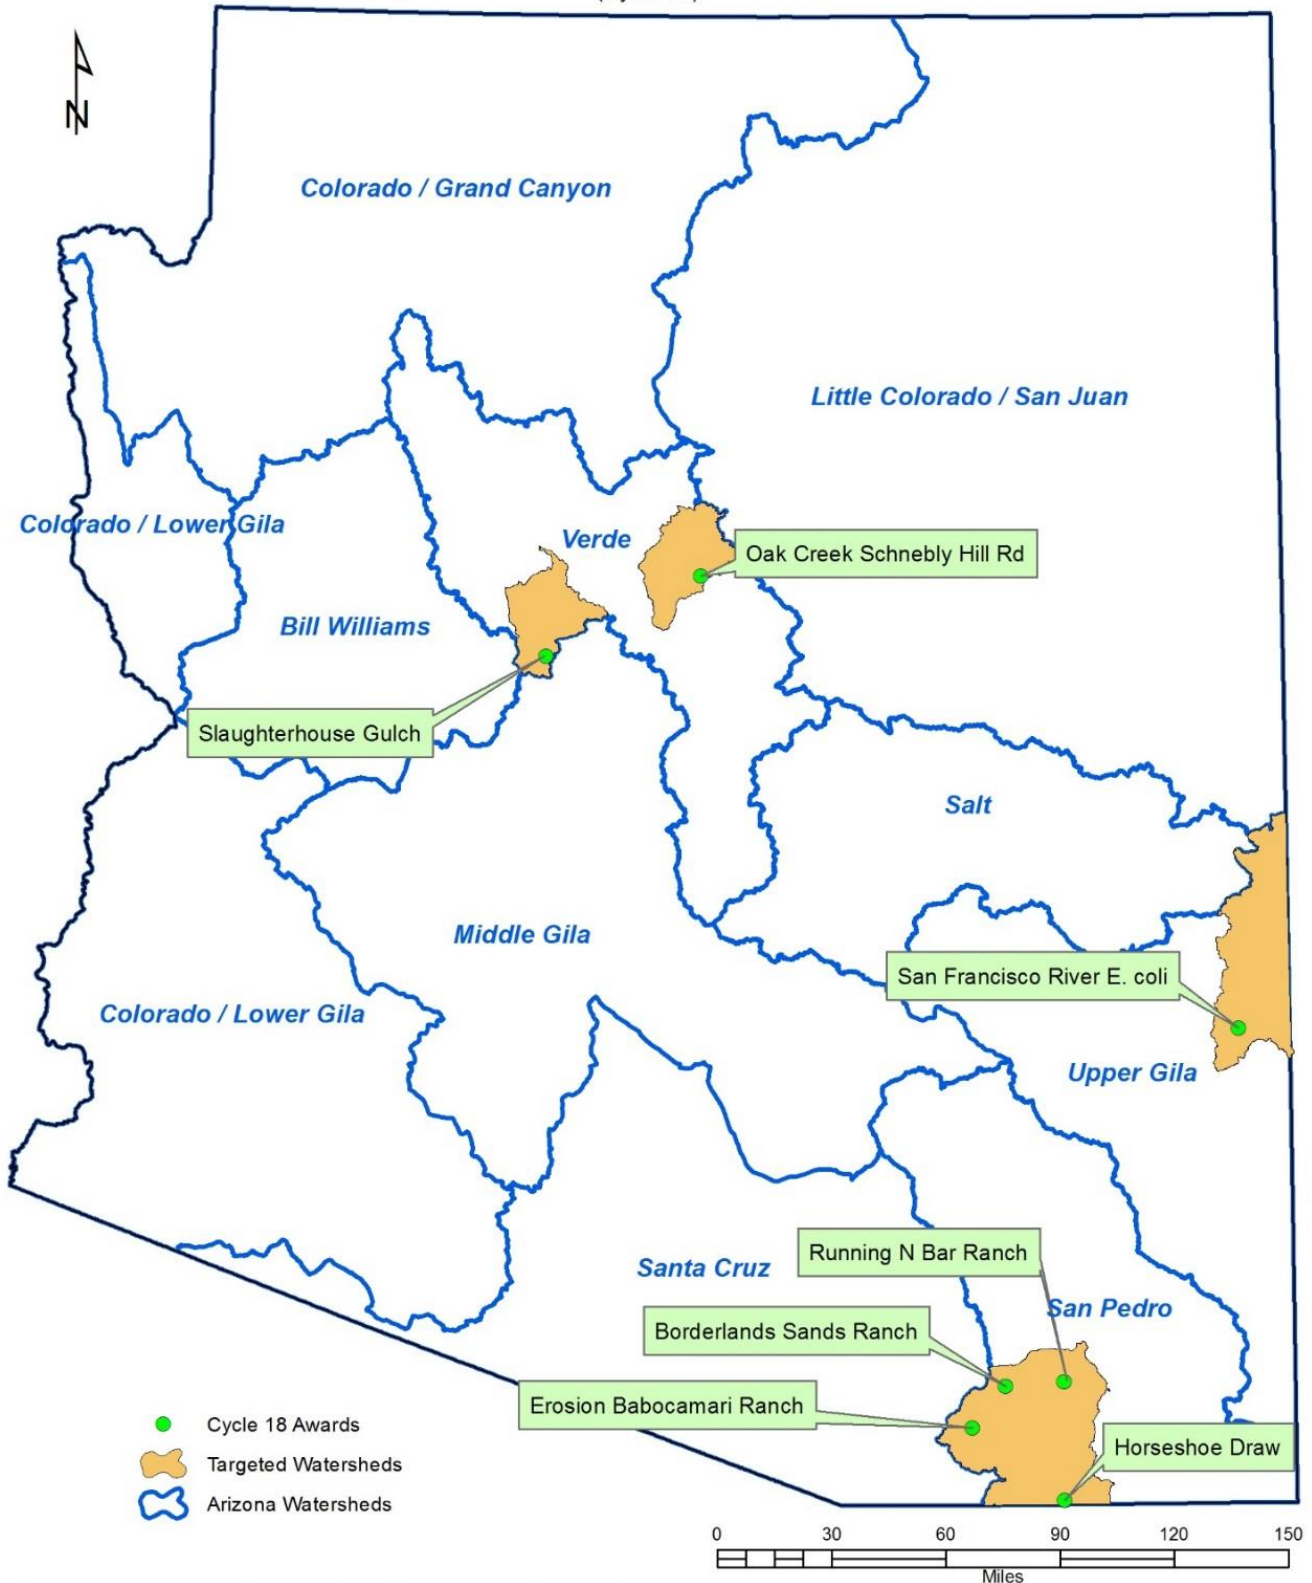 N
Colorado / Grand Canyon
Little Colorado / San Juan
Colorado / Lower Gila
Verde
Oak Creek Schnebly Hill Rd
Bill Williams
Slaughterhouse Gulch
Salt
Middle Gila
San Francisco River E. coli
Colorado / Lower Gila
Upper Gila
Running N Bar Ranch
Santa Cruz
San Pedro
Borderlands Sands Ranch
Erosion Babocamari Ranch
Horseshoe Draw
Cycle 18 Awards
Targeted Watersheds
Arizona Watersheds
0 30 60 90 120 150
Miles